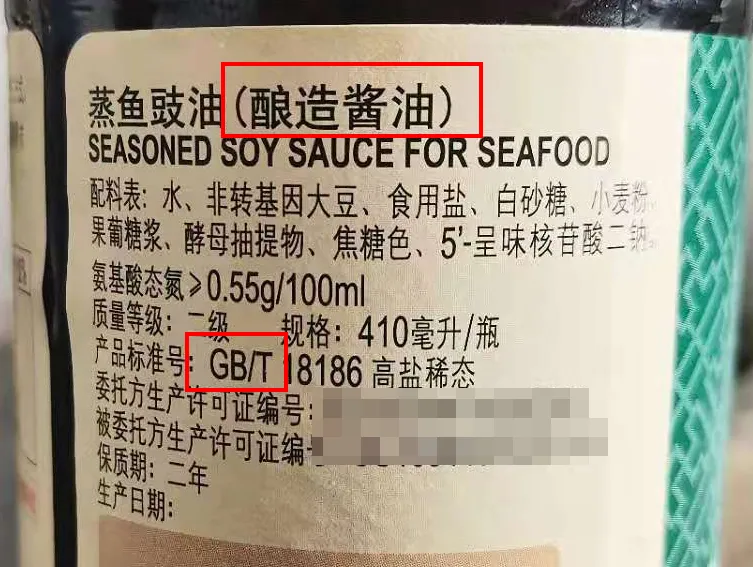 蒸鱼豉油(酿造酱油)
SEASONED SOY SAUCE FOR SEAFOOD
配料表: 水、非转基因大豆、食用盐、白砂糖、小麦粉、
果葡糖浆、酵母抽提物、焦糖色、5'-呈味核苷酸二钠
氨基酸态氮≥0.55g/100ml
质量等级: 二级 规格: 410毫升/瓶
产品标准号: GB/T 18186 高盐稀态
委托方生产许可证编号:
被委托方生产许可证编号
保质期: 二年
生产日期: